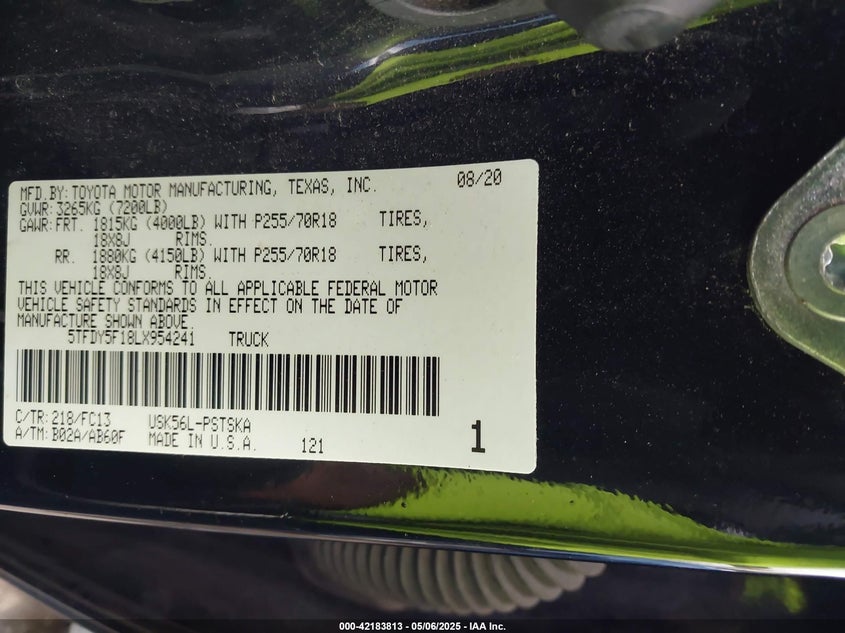 MFD.BY: TOYOTA MOTOR MANUFACTURING, TEXAS, INC. 08/20
GVWR: 3265KG (7200LB)
GAWR: FRT. 1815KG (4000LB) WITH P255/70R18 TIRES,
18X8J RIMS.
RR. 1880KG (4150LB) WITH P255/70R18 TIRES,
18X8J RIMS.
THIS VEHICLE CONFORMS TO ALL APPLICABLE FEDERAL MOTOR
VEHICLE SAFETY STANDARDS IN EFFECT ON THE DATE OF
MANUFACTURE SHOWN ABOVE.
5TFDY5F18LX954241 TRUCK
C/TR: 218/FC13 USK56L-PSTSKA
A/TM: B02A/AB60F MADE IN U.S.A. 121 1
000-42183813 - 05/06/2025 - IAA Inc.